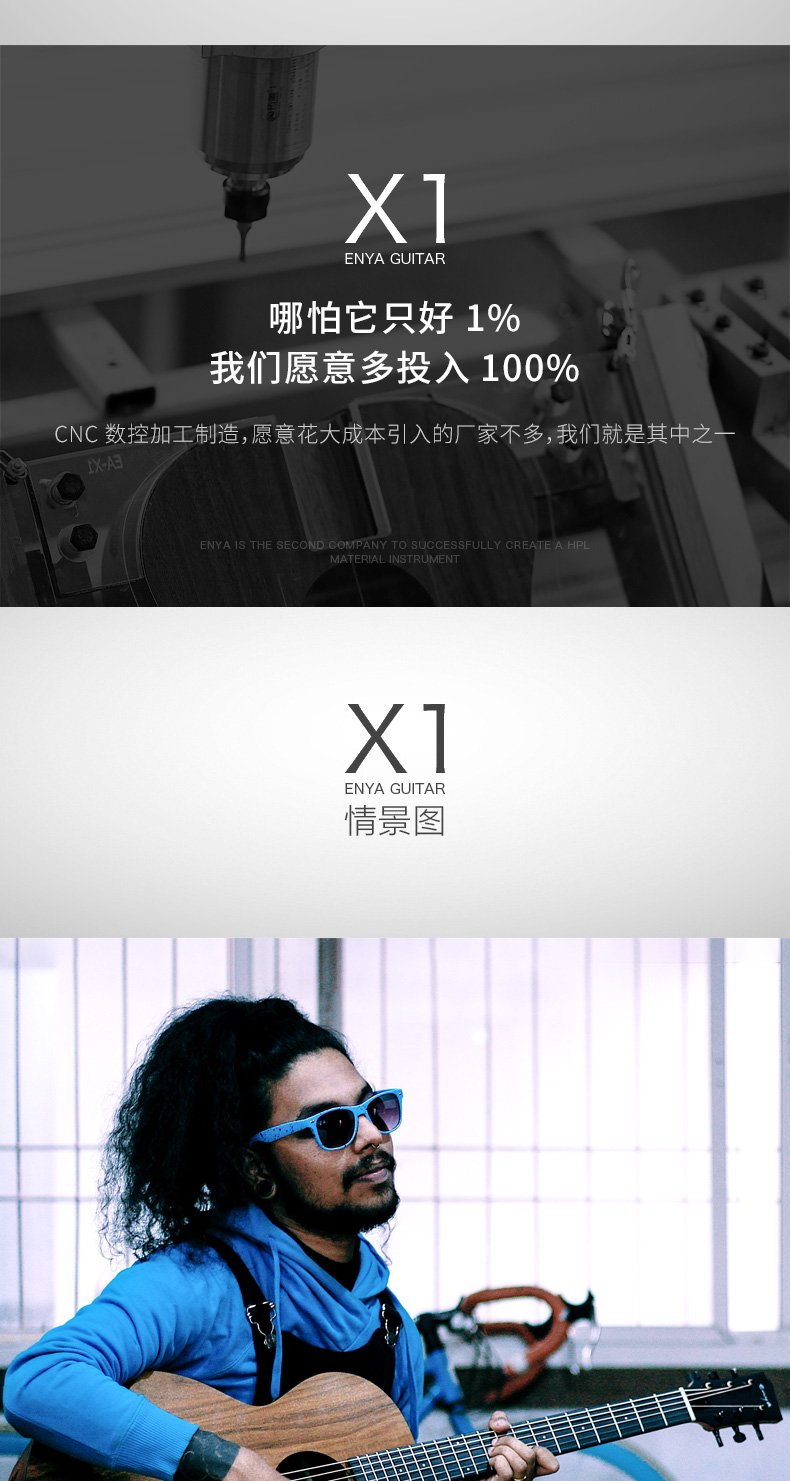 X1
ENYA GUITAR
哪怕它只好 1%
我们愿意多投入 100%
CNC 数控加工制造，愿意花大成本引入的厂家不多，我们就是其中之一
EA-X1
ENYA IS THE SECOND COMPANY TO SUCCESSFULLY CREATE A HPL
MATERIAL INSTRUMENT
X1
ENYA GUITAR
情景图